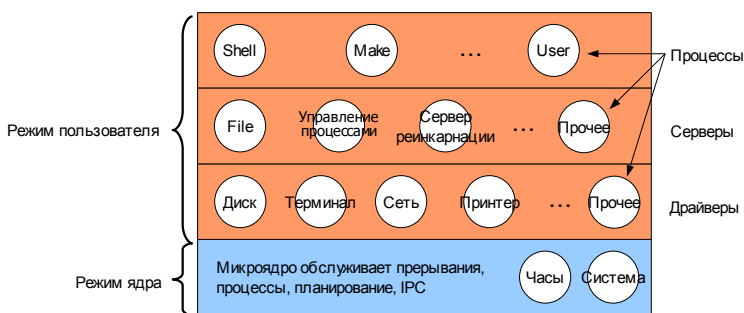 Shell
Make
...
User
Процессы
Режим пользователя
File
Управление
процессами
Сервер
реинкарнации
...
Прочее
Серверы
Диск
Терминал
Сеть
Принтер
...
Прочее
Драйверы
Режим ядра
Микроядро обслуживает прерывания,
процессы, планирование, IPC
Часы
Система